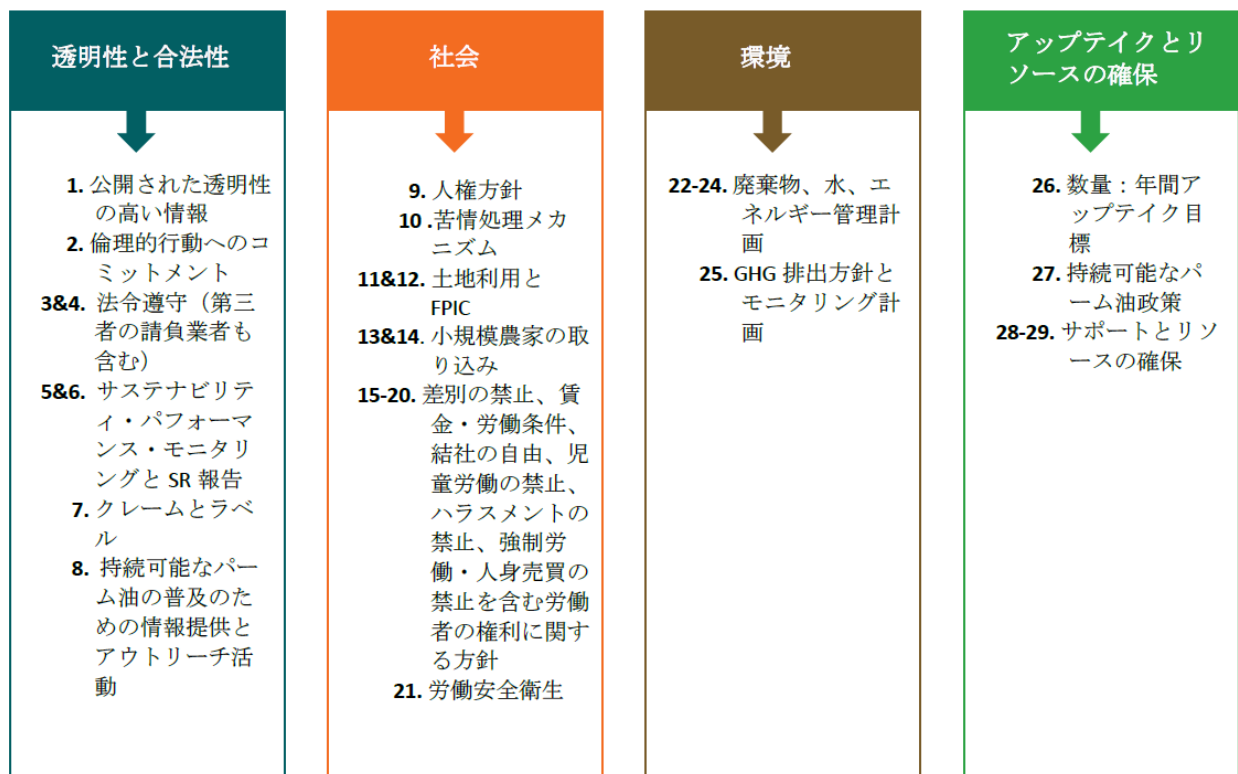 透明性と合法性
1. 公開された透明性
の高い情報
2. 倫理的行動へのコ
ミットメント
3&4. 法令遵守（第三
者の請負業者も
含む）
5&6. サステナビリテ
ィ・パフォーマ
ンス・モニタリ
ングと SR 報告
7. クレームとラベ
ル
8. 持続可能なパー
ム油の普及のた
めの情報提供と
アウトリーチ活
動
社会
9. 人権方針
10 .苦情処理メカ
ニズム
11&12. 土地利用と
FPIC
13&14. 小規模農家の取
り込み
15-20. 差別の禁止、賃
金・労働条件、
結社の自由、児
童労働の禁止、
ハラスメントの
禁止、強制労
働・人身売買の
禁止を含む労働
者の権利に関す
る方針
21. 労働安全衛生
環境
22-24. 廃棄物、水、エ
ネルギー管理計
画
25. GHG 排出方針と
モニタリング計
画
アップテイクとリ
ソースの確保
26. 数量：年間ア
ップテイク目
標
27. 持続可能なパ
ーム油政策
28-29. サポートとリソ
ースの確保